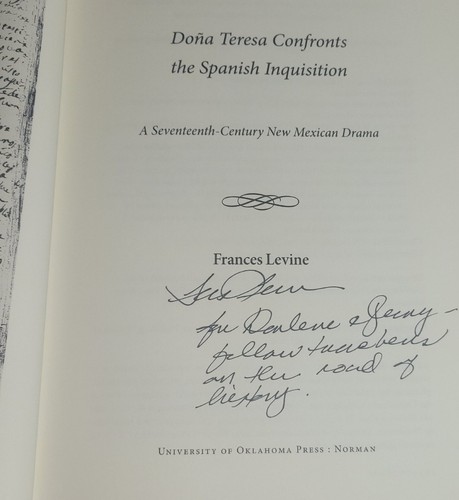 Doña Teresa Confronts
the Spanish Inquisition
A Seventeenth-Century New Mexican Drama
Frances Levine
for Darlene & Jerry –
fellow travelers
on the road of
history.
UNIVERSITY OF OKLAHOMA PRESS : NORMAN